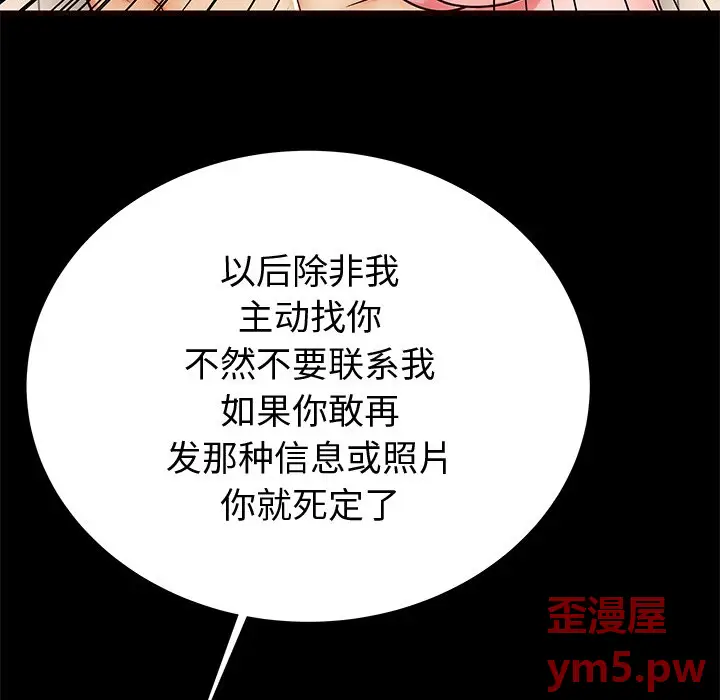 以后除非我
主动找你
不然不要联系我
如果你敢再
发那种信息或照片
你就死定了
歪漫屋
ym5.pw